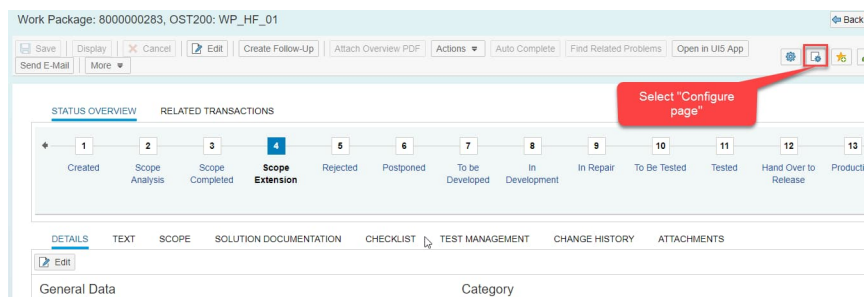 Work Package: 8000000283, OST200: WP_HF_01
Back
Save Display Cancel Edit Create Follow-Up Attach Overview PDF Actions Auto Complete Find Related Problems Open in UI5 App
Send E-Mail More
Select "Configure
page"
STATUS OVERVIEW RELATED TRANSACTIONS
1 2 3 4 5 6 7 8 9 10 11 12 13
Created Scope Scope Scope Rejected Postponed To be In In Repair To Be Tested Tested Hand Over to Producti
Analysis Completed Extension Developed Development Release
DETAILS TEXT SCOPE SOLUTION DOCUMENTATION CHECKLIST TEST MANAGEMENT CHANGE HISTORY ATTACHMENTS
Edit
General Data Category